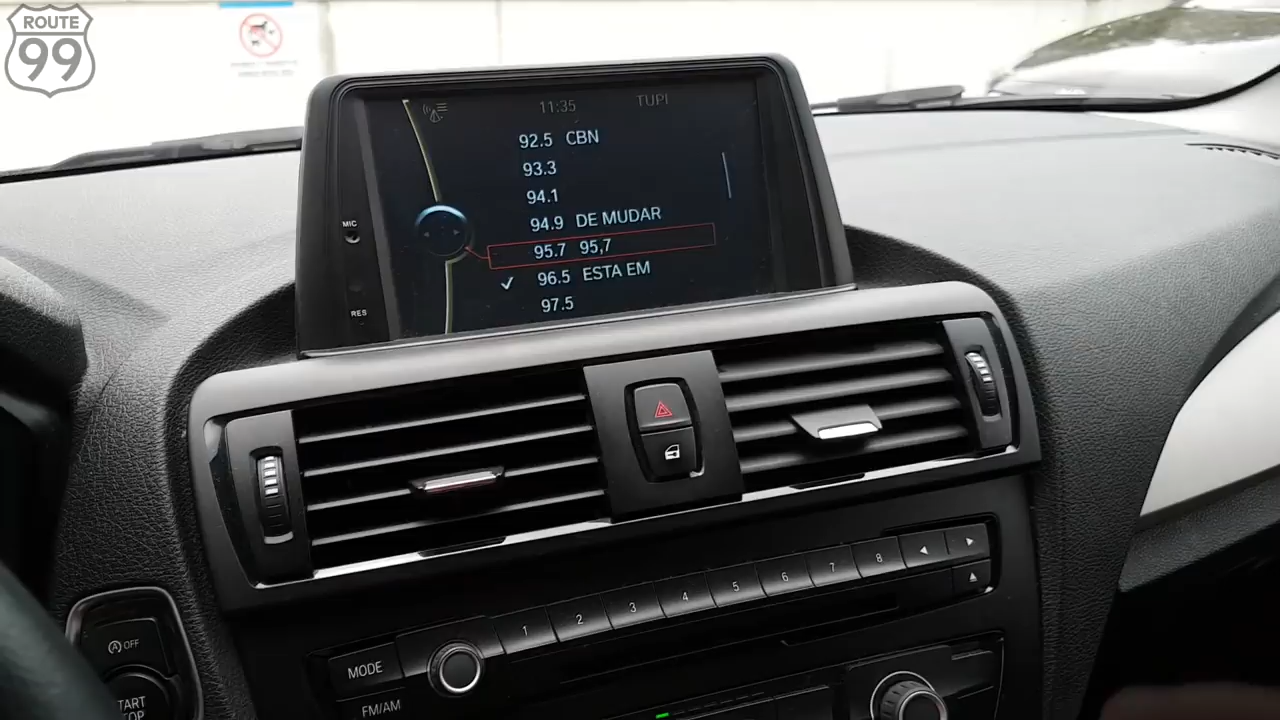 ROUTE
99
11:35 TUPI
92.5 CBN
93.3
94.1
94.9 DE MUDAR
95.7 95,7
96.5 ESTA EM
97.5
MIC
RES
1 2 3 4 5 6 7 8
MODE
FM/AM
A OFF
START
STOP